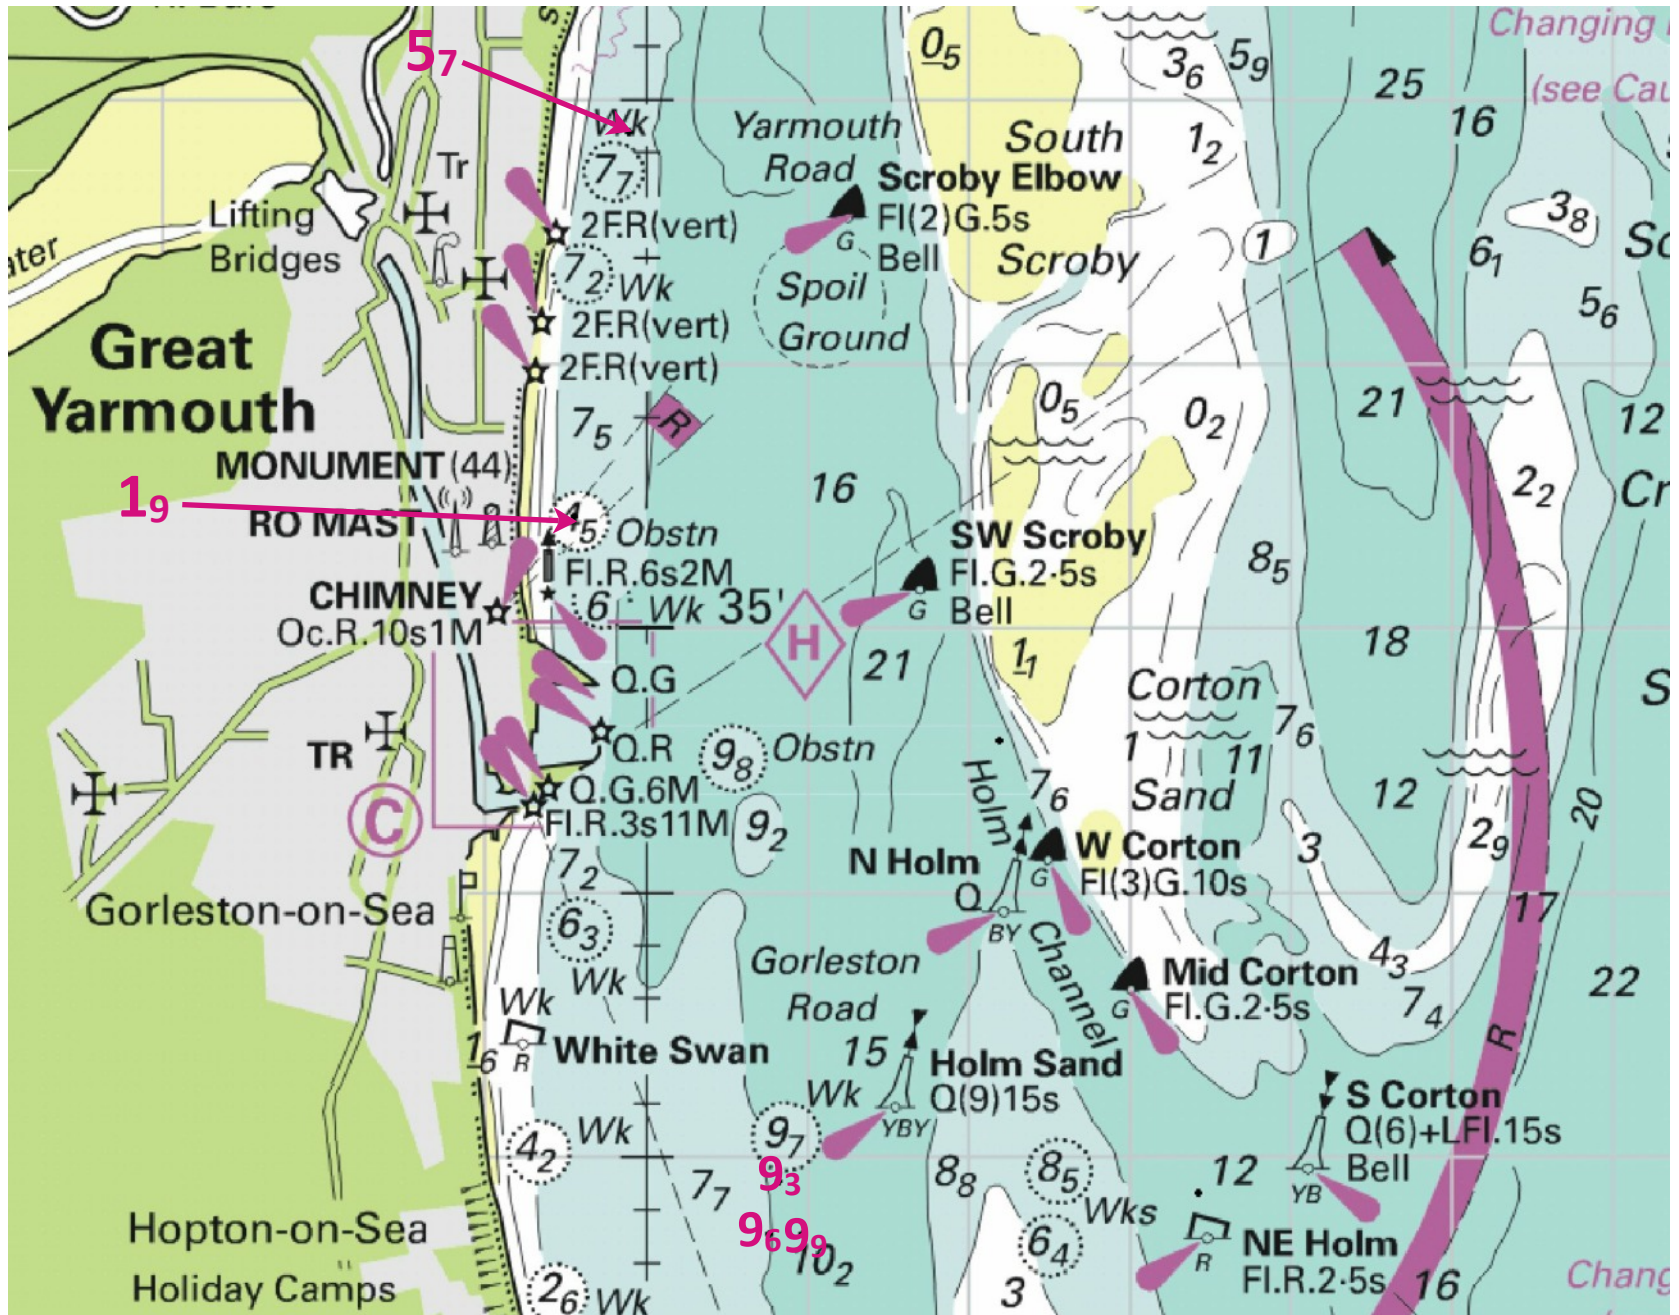 Changing
5₇
0₅
3₆
5₉
25
(see Cau
16
Wk
Yarmouth
Road
South
1₂
Tr
7₇
Scroby Elbow
Fl(2)G.5s
Bell
G
3₈
Lifting
Bridges
2F.R(vert)
ater
1
6₁
Sc
Scroby
7₂ Wk
Spoil
Ground
5₆
2F.R(vert)
Great
Yarmouth
2F.R(vert)
R
7₅
0₅
0₂
21
12
MONUMENT (44)
1₉
16
2₂
Cr
RO MAST
Obstn
SW Scroby
Fl.G.2·5s
Bell
G
8₅
Fl.R.6s2M
CHIMNEY
Oc.R.10s1M
6 Wk 35'
H
1₁
21
18
Q.G
Corton
S
7₆
TR
Q.R
9₈ Obstn
1
11
Holm
7₆
Sand
12
20
C
Q.G.6M
Fl.R.3s11M
9₂
3
2₉
N Holm
Q
BY
W Corton
Fl(3)G.10s
G
7₂
Gorleston-on-Sea
17
6₃
Wk
Channel
Gorleston
Road
4₃
Mid Corton
Fl.G.2·5s
G
7₄
22
Wk
R
White Swan
1₆
15
Holm Sand
Q(9)15s
YBY
Wk
R
S Corton
Q(6)+LFl.15s
Bell
YB
4₂ Wk
9₇
9₃
7₇
8₈
8₅
12
Wks
Hopton-on-Sea
Holiday Camps
9₆ 9₉
10₂
6₄
NE Holm
Fl.R.2·5s
R
2₆ Wk
3
16
Chang